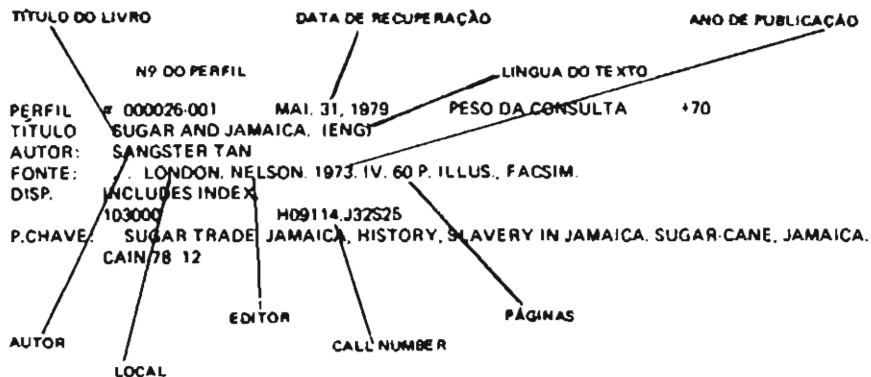 TÍTULO DO LIVRO DATA DE RECUPERAÇÃO ANO DE PUBLICAÇÃO
Nº DO PERFIL LINGUA DO TEXTO
PERFIL # 000026-001 MAI. 31, 1979 PESO DA CONSULTA +70
TÍTULO SUGAR AND JAMAICA. (ENG)
AUTOR: SANGSTER TAN
FONTE: . . LONDON. NELSON. 1973. IV. 60 P. ILLUS., FACSIM.
DISP. INCLUDES INDEX.
103000 H09114.J32S25
P.CHAVE: SUGAR TRADE, JAMAICA, HISTORY, SLAVERY IN JAMAICA. SUGAR-CANE, JAMAICA.
CAIN 78 12
EDITOR PÁGINAS
AUTOR CALL NUMBER
LOCAL